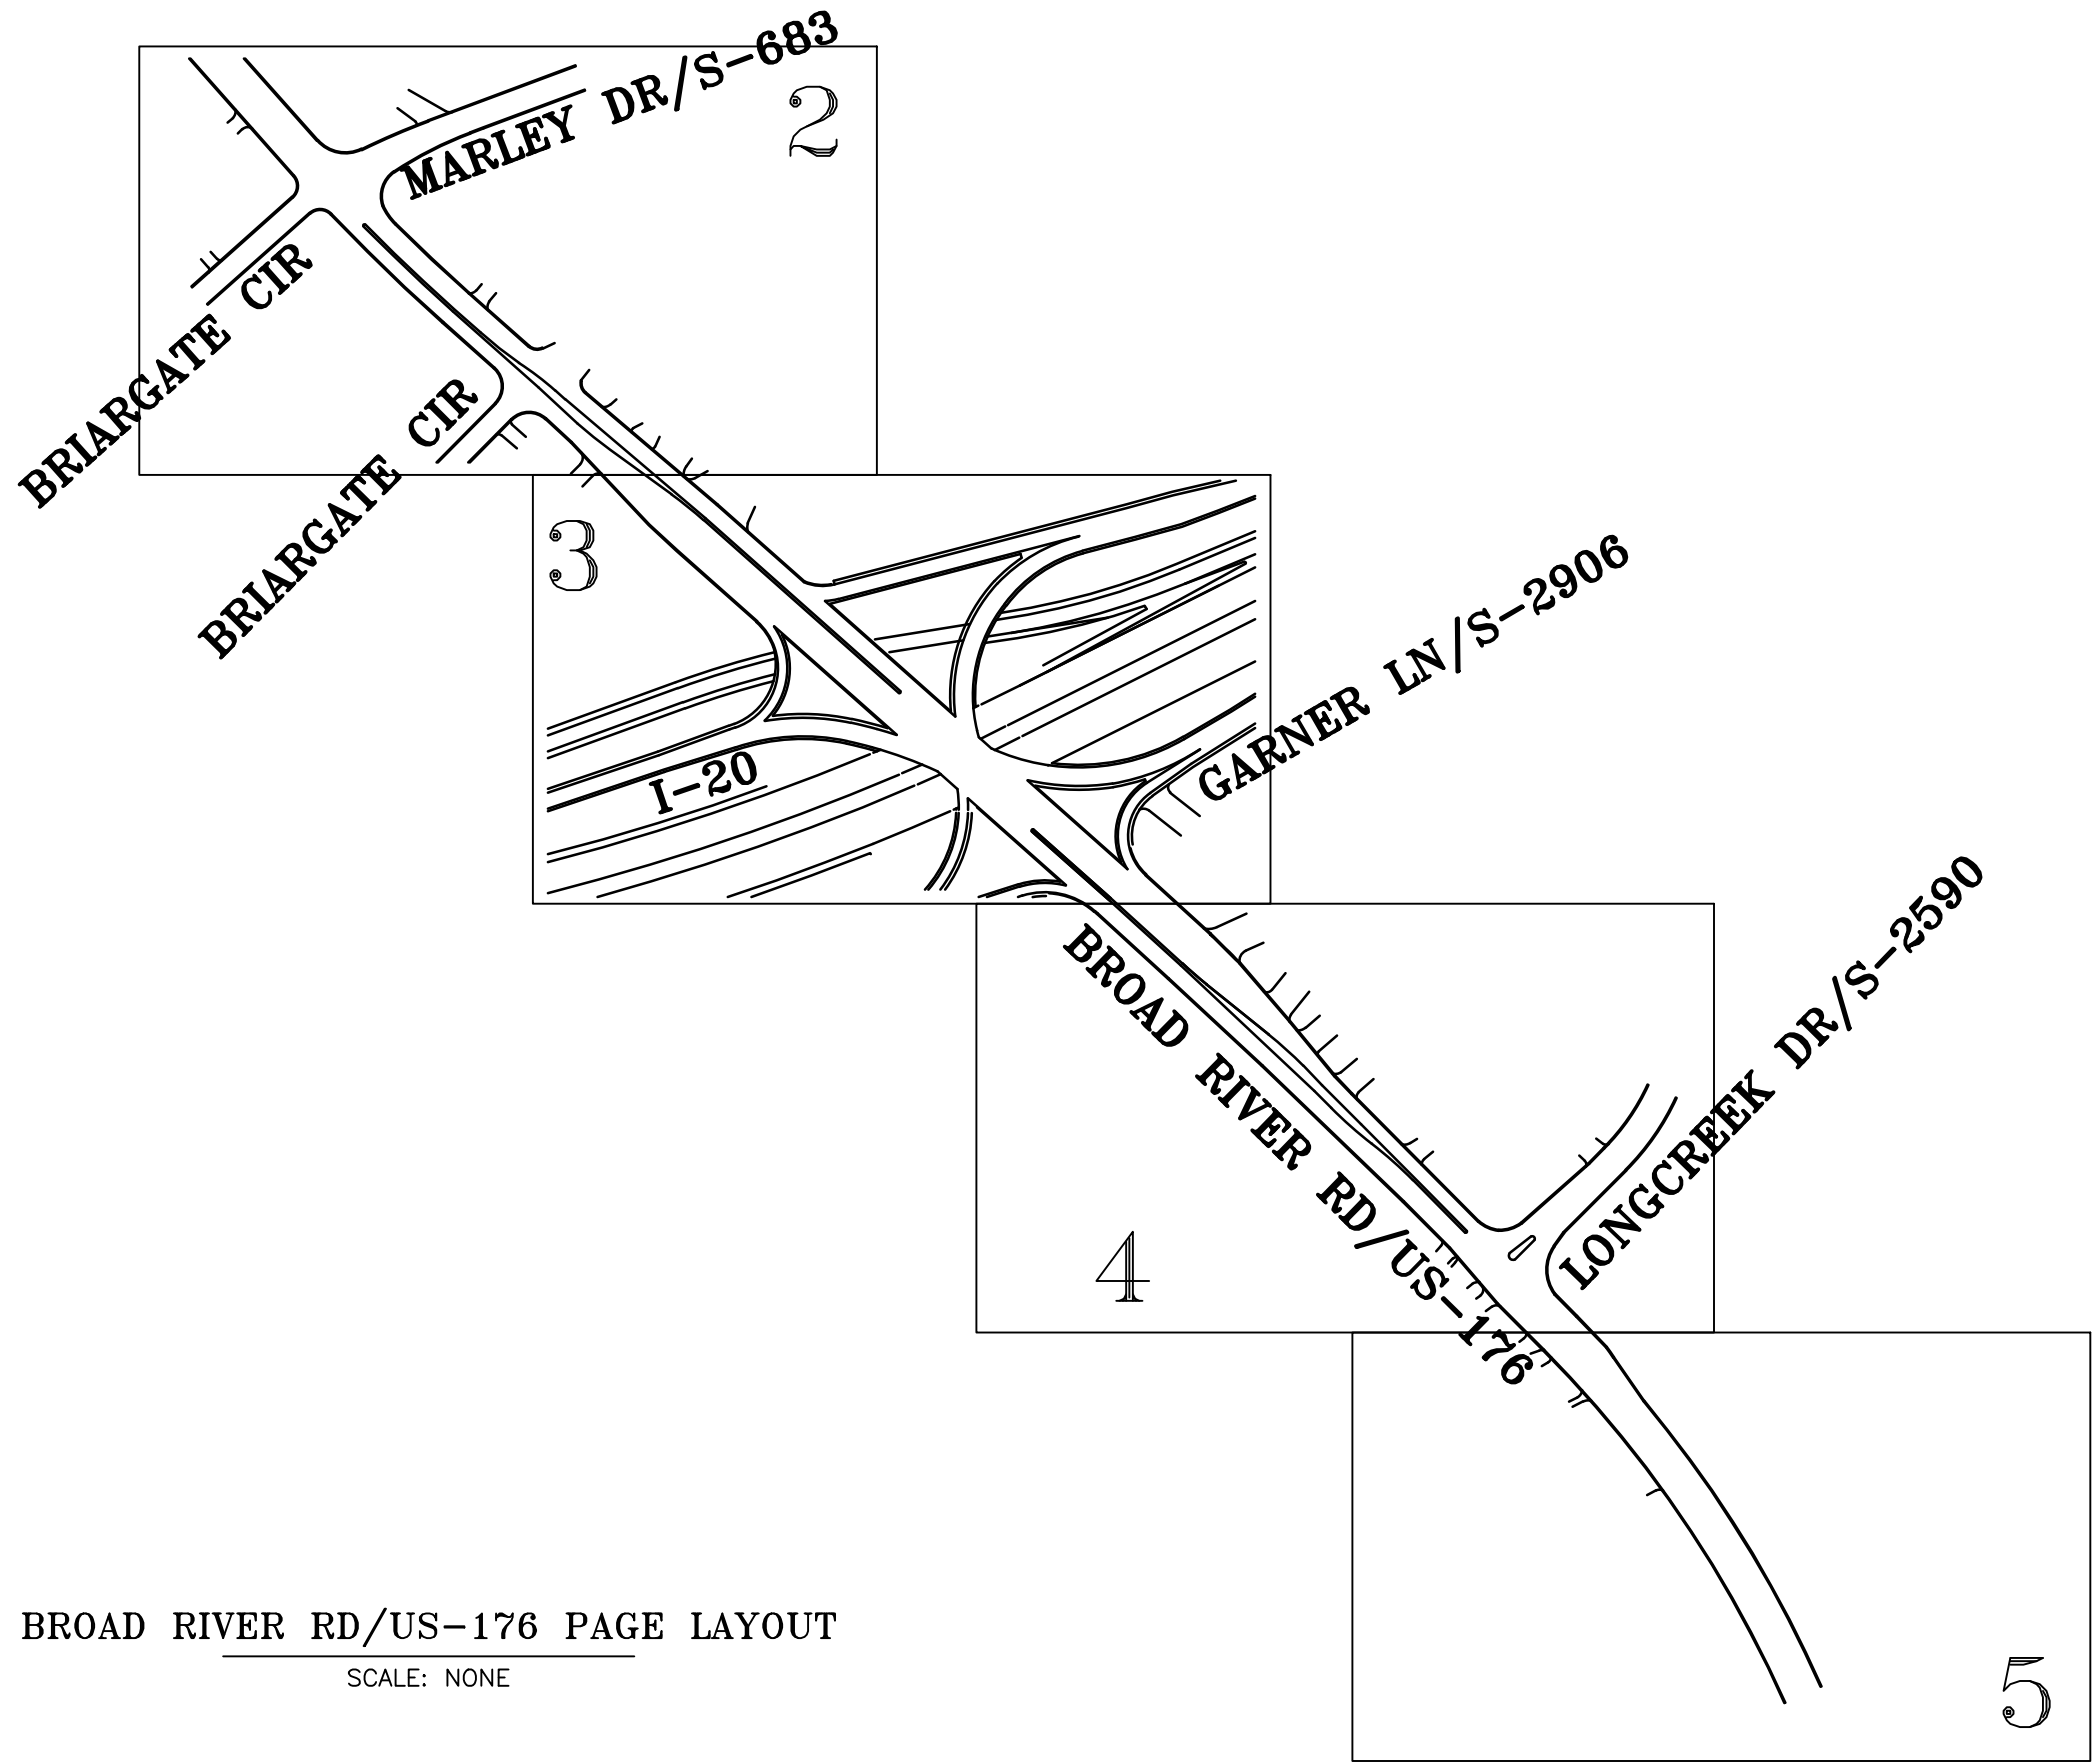 MARLEY DR/S-683
2
BRIARGATE CIR
BRIARGATE CIR
3
I-20
GARNER LN/S-2906
BROAD RIVER RD/US-176
LONGCREEK DR/S-2590
4
5
BROAD RIVER RD/US-176 PAGE LAYOUT
SCALE: NONE